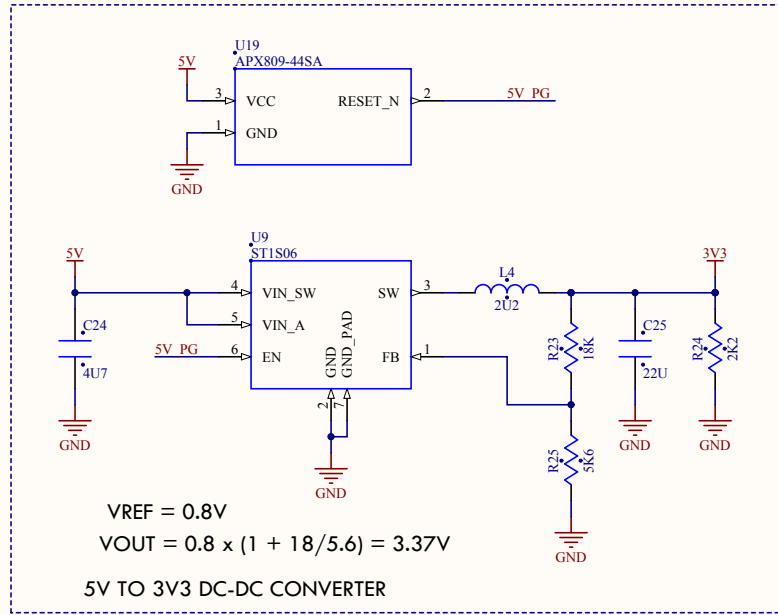 U19
APX809-44SA
5V
3 VCC RESET_N 2 5V_PG
1 GND
GND
U9
ST1S06
5V L4 3V3
4 VIN_SW SW 3 2U2
C24 5 VIN_A R23 18K C25 R24 2K2
4U7 5V_PG 6 EN GND GND_PAD FB 1 22U
2 7
GND GND GND GND
R25 5K6
GND
VREF = 0.8V
VOUT = 0.8 x (1 + 18/5.6) = 3.37V
5V TO 3V3 DC-DC CONVERTER